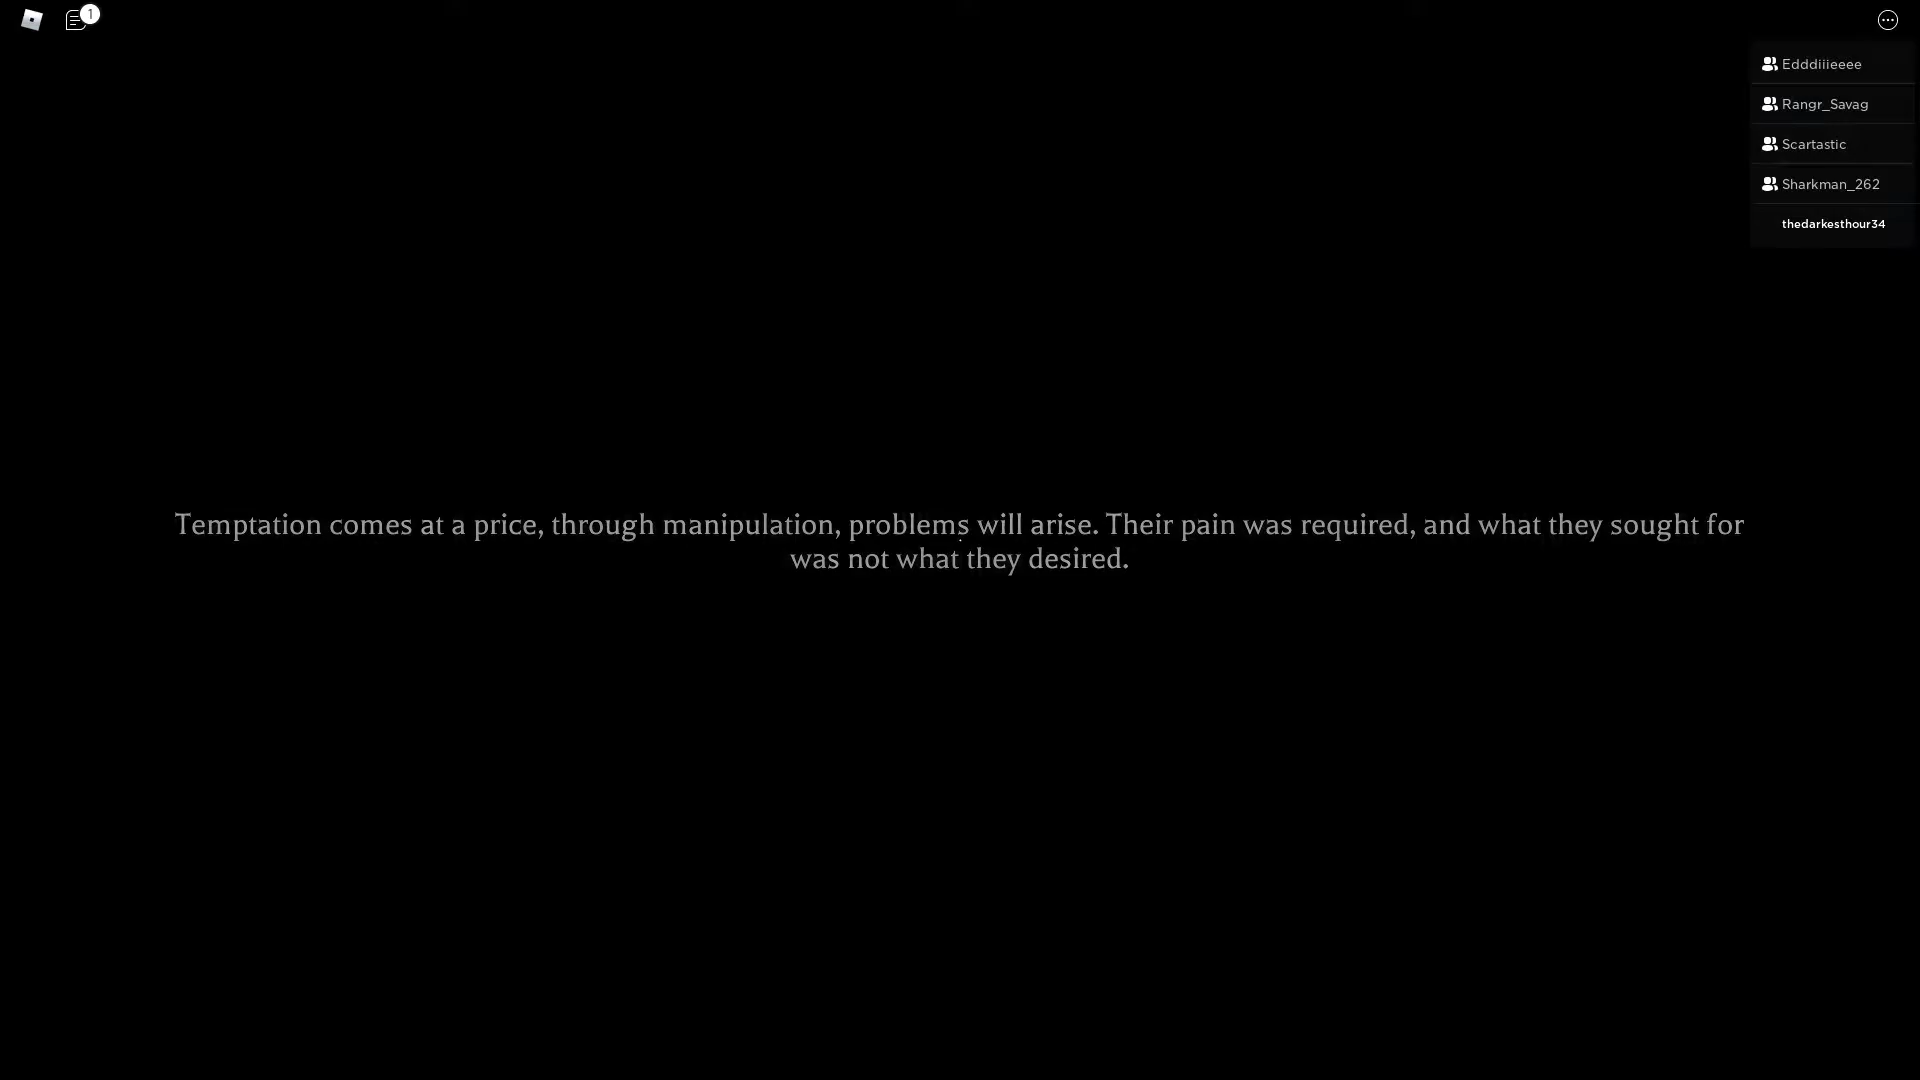 1
Edddiiieeee
Rangr_Savag
Scartastic
Sharkman_262
thedarkesthour34
Temptation comes at a price, through manipulation, problems will arise. Their pain was required, and what they sought for
was not what they desired.